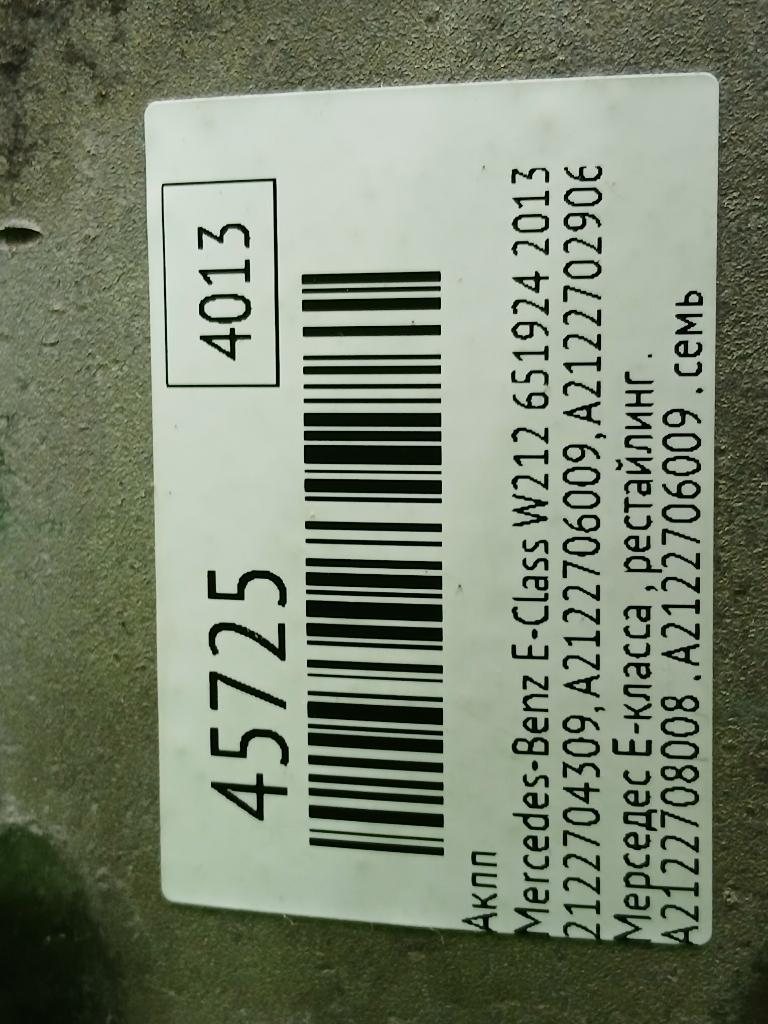 45725
4013
Акпп
Mercedes-Benz E-Class W212 651924 2013
2122704309,A2122706009,A2122702906
Мерседес Е-класса ,рестайлинг .
A2122708008 .A2122706009 .семь